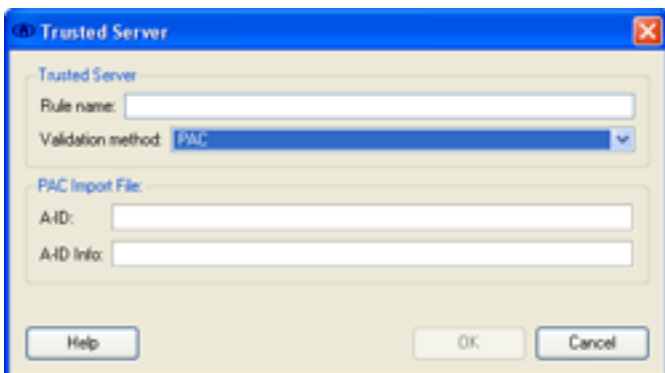 Trusted Server
Trusted Server
Rule name:
Validation method: PAC
PAC Import File:
A-ID:
A-ID Info:
Help OK Cancel